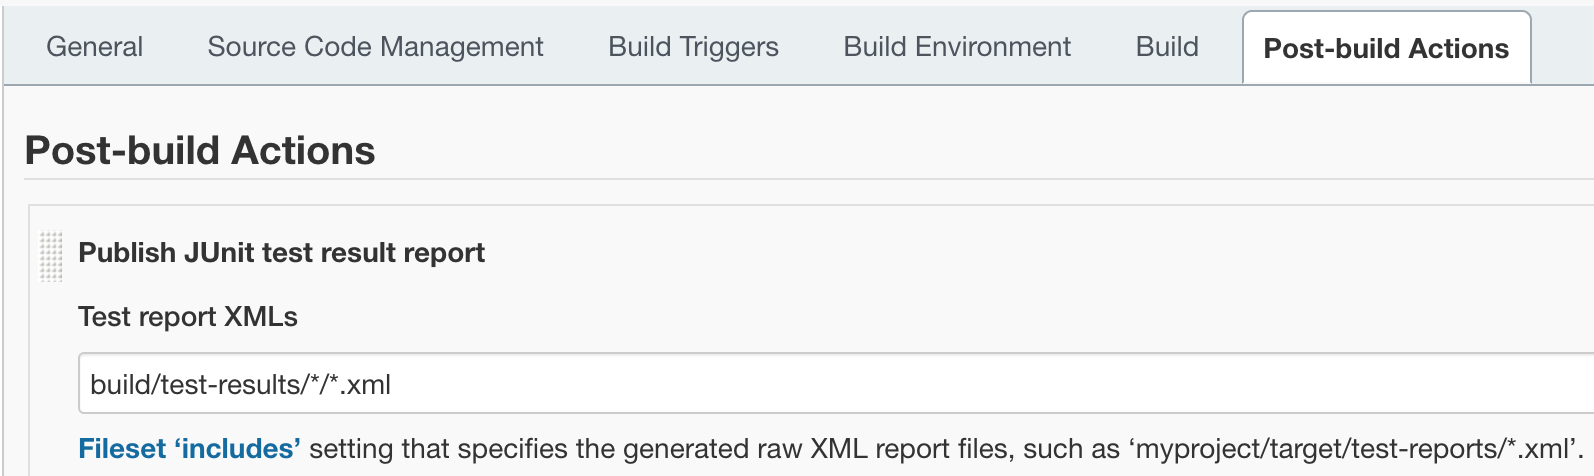 General Source Code Management Build Triggers Build Environment Build Post-build Actions
Post-build Actions
Publish JUnit test result report
Test report XMLs
build/test-results/*/*.xml
Fileset ‘includes’ setting that specifies the generated raw XML report files, such as ‘myproject/target/test-reports/*.xml’.